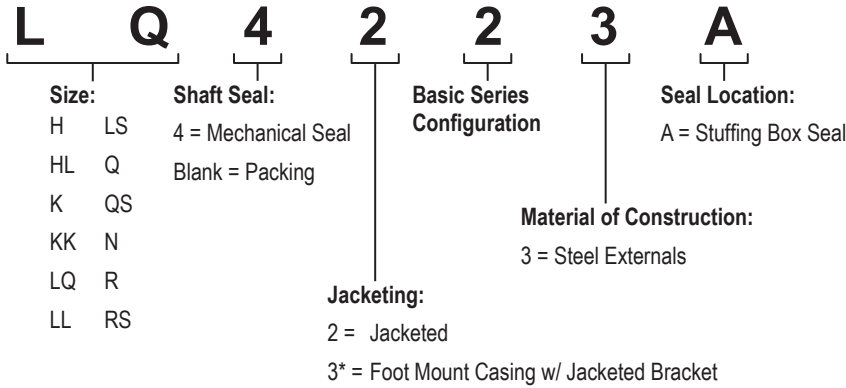 L Q 4 2 2 3 A
Size:
H LS
HL Q
K QS
KK N
LQ R
LL RS
Shaft Seal:
4 = Mechanical Seal
Blank = Packing
Jacketing:
2 = Jacketed
3* = Foot Mount Casing w/ Jacketed Bracket
Basic Series
Configuration
Material of Construction:
3 = Steel Externals
Seal Location:
A = Stuffing Box Seal